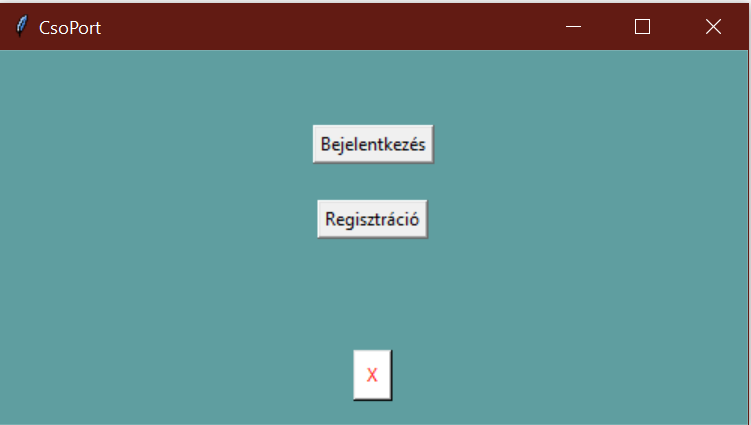 CsoPort
Bejelentkezés
Regisztráció
X